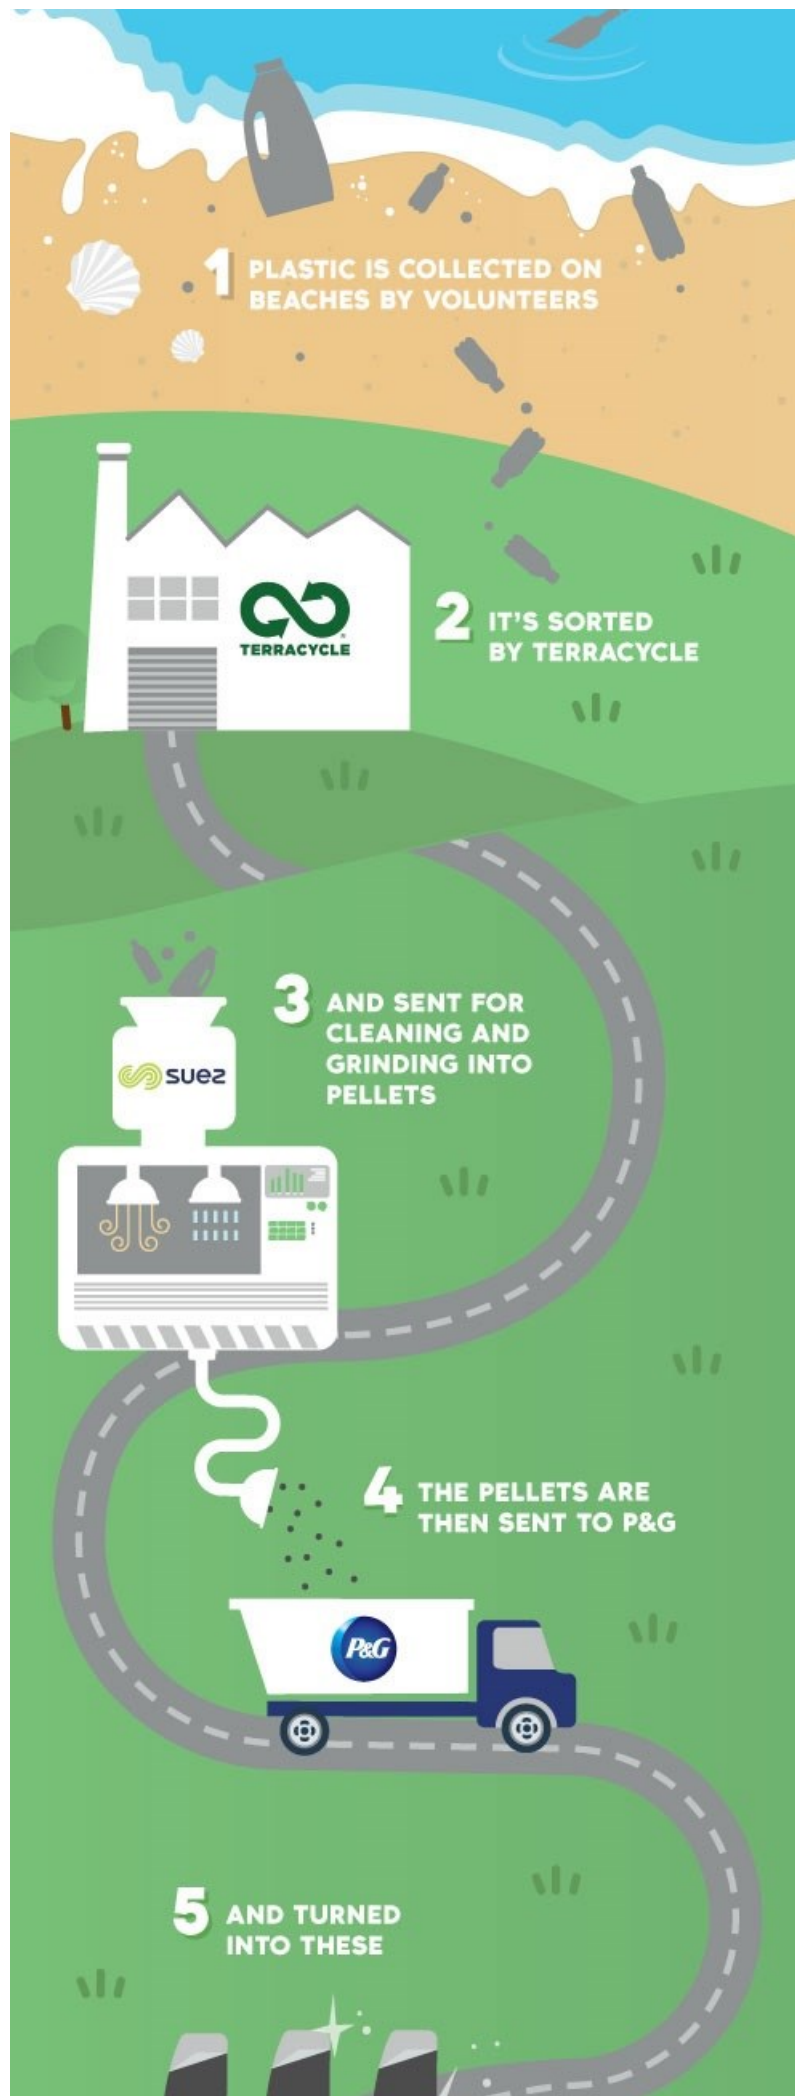 1 PLASTIC IS COLLECTED ON
BEACHES BY VOLUNTEERS
TERRACYCLE
2 IT'S SORTED
BY TERRACYCLE
3 AND SENT FOR
CLEANING AND
GRINDING INTO
PELLETS
suez
4 THE PELLETS ARE
THEN SENT TO P&G
P&G
5 AND TURNED
INTO THESE